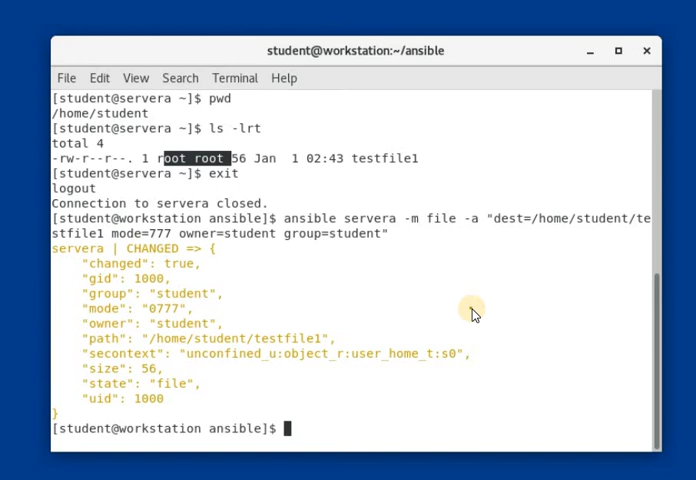 student@workstation:~/ansible
File Edit View Search Terminal Help
[student@servera ~]$ pwd
/home/student
[student@servera ~]$ ls -lrt
total 4
-rw-r--r--. 1 root root 56 Jan  1 02:43 testfile1
[student@servera ~]$ exit
logout
Connection to servera closed.
[student@workstation ansible]$ ansible servera -m file -a "dest=/home/student/te
stfile1 mode=777 owner=student group=student"
servera | CHANGED => {
    "changed": true,
    "gid": 1000,
    "group": "student",
    "mode": "0777",
    "owner": "student",
    "path": "/home/student/testfile1",
    "secontext": "unconfined_u:object_r:user_home_t:s0",
    "size": 56,
    "state": "file",
    "uid": 1000
}
[student@workstation ansible]$